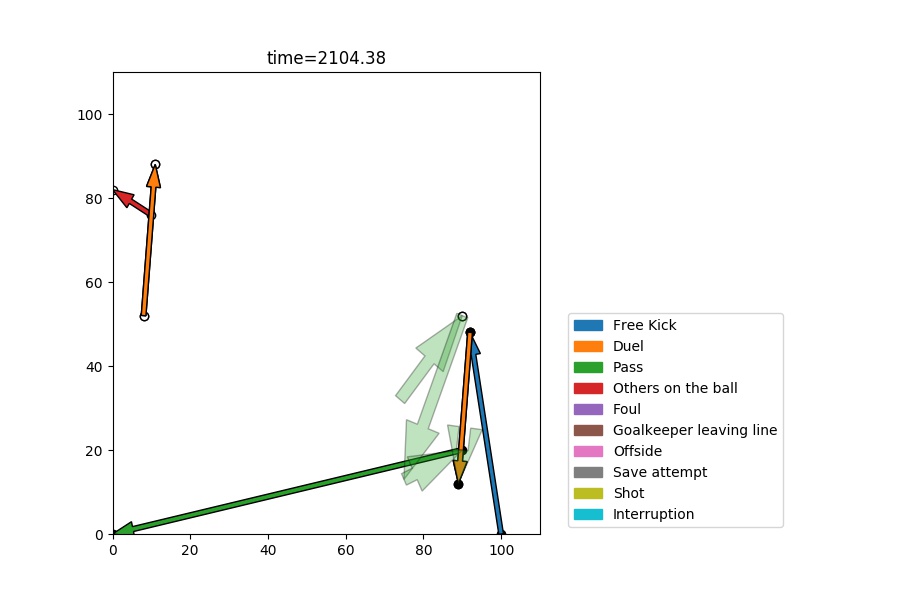 time=2104.38
100
80
60
40
20
0
0
20
40
60
80
100
Free Kick
Duel
Pass
Others on the ball
Foul
Goalkeeper leaving line
Offside
Save attempt
Shot
Interruption